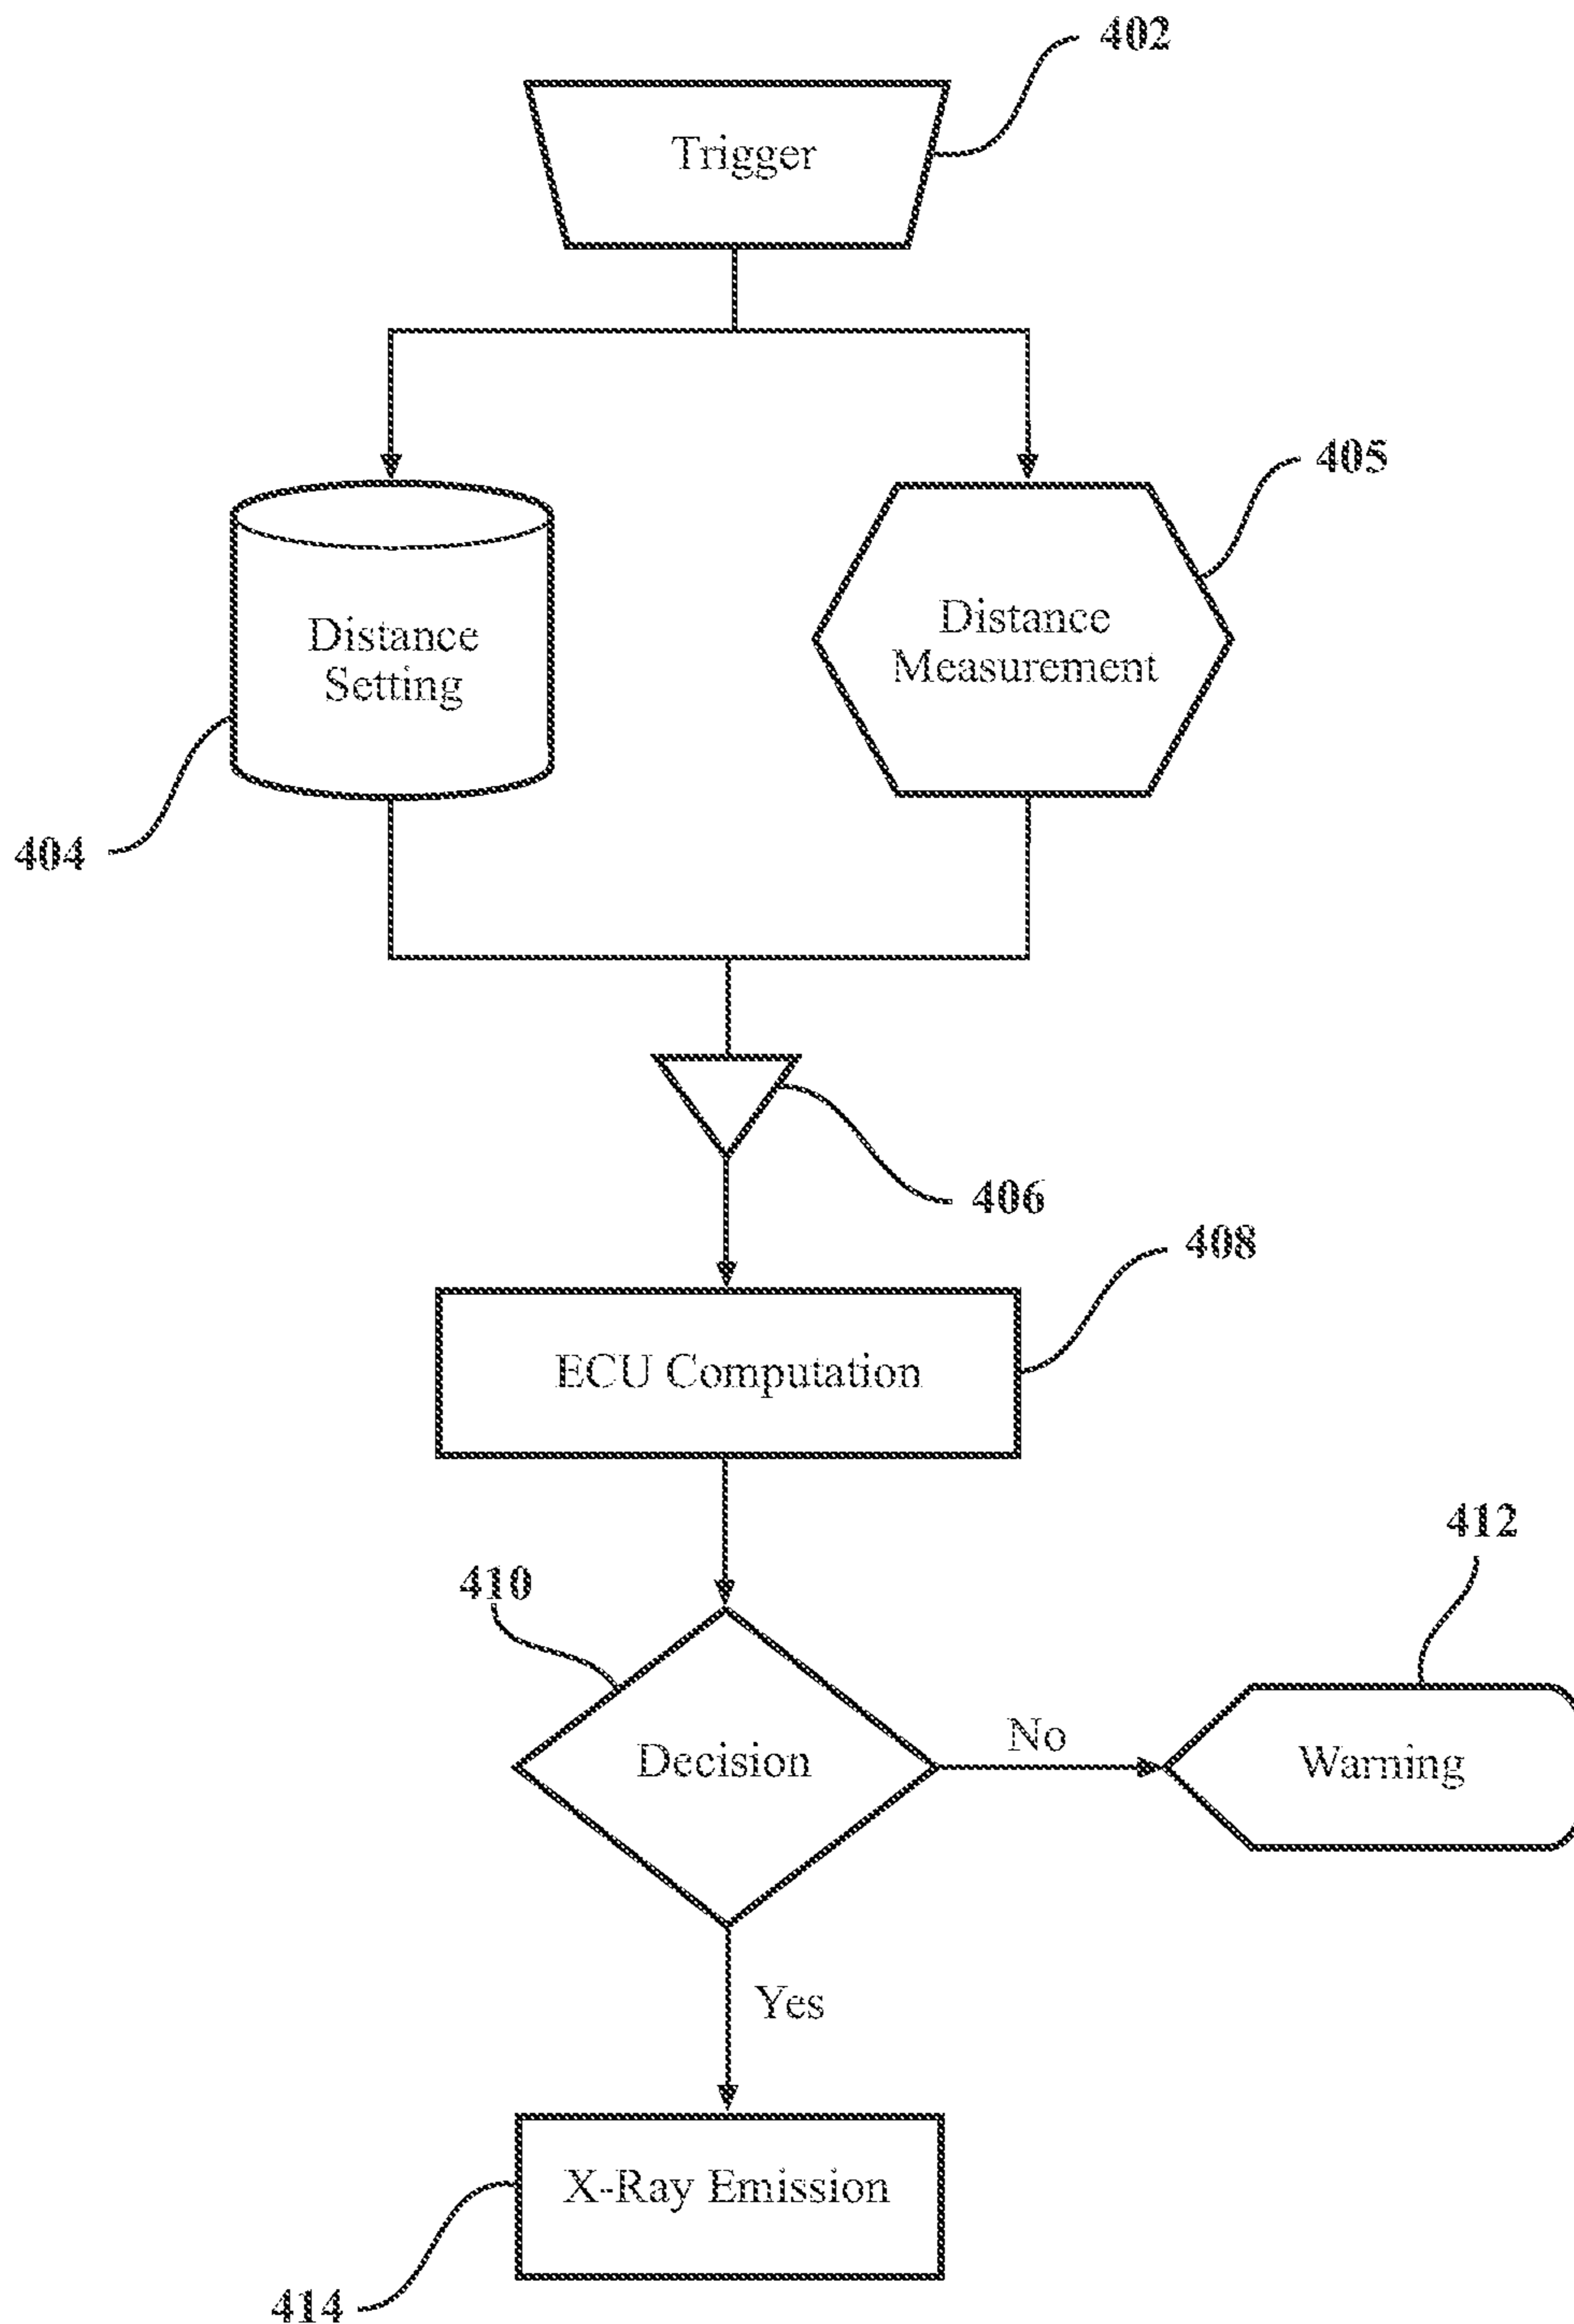 402
Trigger
405
Distance
Measurement
Distance
Setting
404
406
408
ECU Computation
412
410
Decision
No
Warning
Yes
X-Ray Emission
414